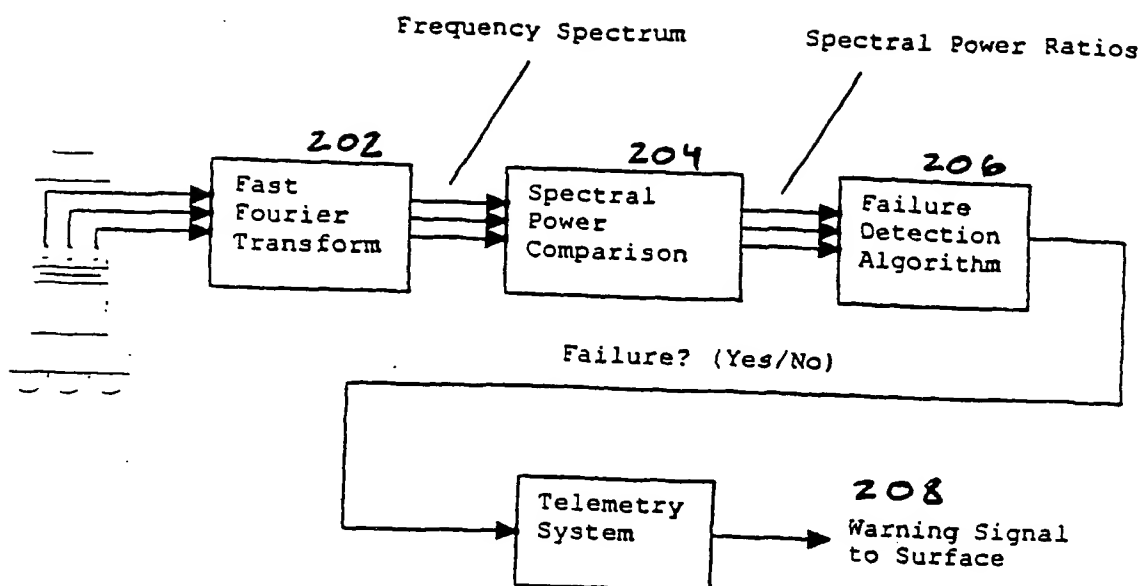 Frequency Spectrum
Spectral Power Ratios
202
Fast
Fourier
Transform
204
Spectral
Power
Comparison
206
Failure
Detection
Algorithm
Failure? (Yes/No)
Telemetry
System
208
Warning Signal
to Surface